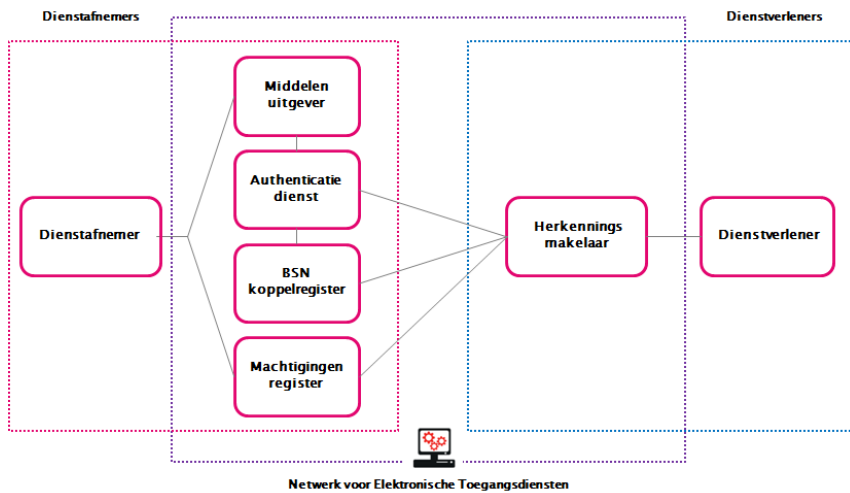 Dienstafnemers
Dienstverleners
Middelen
uitgever
Authenticatie
dienst
Dienstafnemer
Herkennings
makelaar
Dienstverlener
BSN
koppelregister
Machtigingen
register
Netwerk voor Elektronische Toegangsdiensten